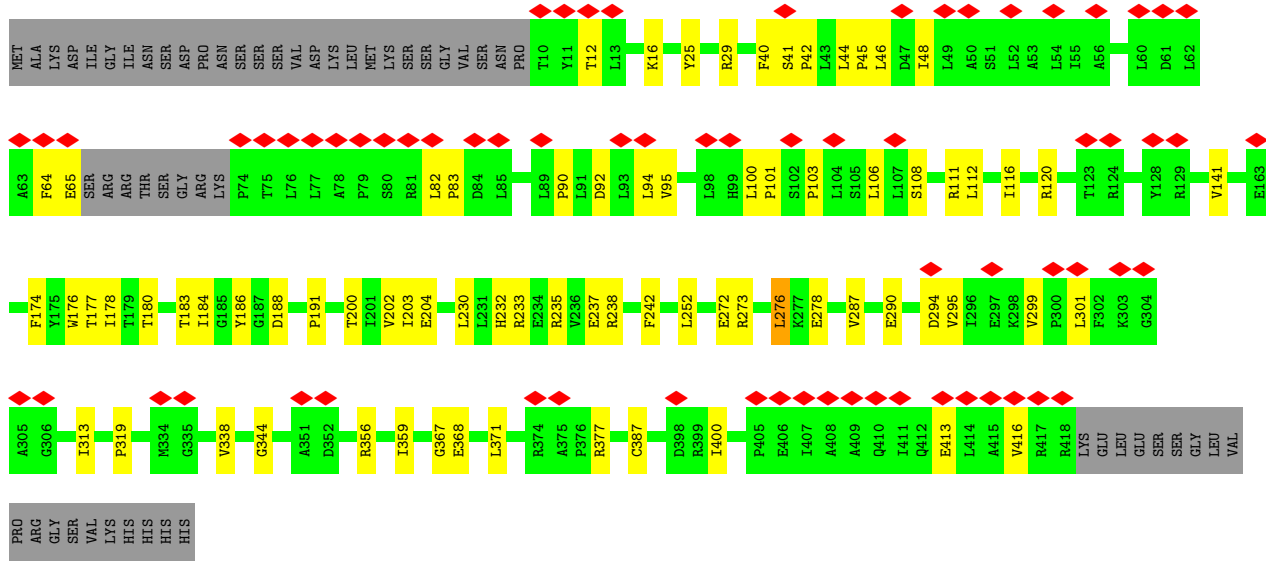 MET ALA LYS ASP ILE GLY ILE ASN SER ASP PRO ASN SER SER SER VAL ASP LYS LEU MET LYS SER SER GLY VAL SER ASN PRO T10 Y11 T12 L13 K16 Y25 R29 F40 S41 P42 L43 L44 P45 L46 D47 I48 L49 A50 S51 L52 A53 L54 I55 A56 L60 D61 L62
A63 F64 E65 SER ARG ARG THR SER GLY ARG LYS P74 T75 L76 L77 A78 P79 S80 R81 L82 P83 D84 L85 L89 P90 L91 D92 L93 L94 V95 L98 H99 L100 P101 S102 P103 L104 S105 L106 L107 S108 R111 L112 I116 R120 T123 R124 Y128 R129 V141 E163
F174 Y175 W176 T177 I178 T179 T180 T183 I184 G185 Y186 G187 D188 P191 T200 I201 V202 I203 E204 L230 L231 H232 R233 E234 R235 V236 E237 R238 F242 L252 E272 R273 L276 K277 E278 V287 E290 D294 V295 I296 E297 K298 V299 P300 L301 F302 K303 G304
A305 G306 I313 P319 M334 G335 V338 G344 A351 D352 R356 I359 G367 E368 L371 R374 A375 P376 R377 C387 D398 R399 I400 P405 E406 I407 A408 A409 Q410 I411 Q412 E413 L414 A415 V416 R417 R418 LYS GLU LEU GLU SER SER GLY LEU VAL
PRO ARG GLY SER VAL LYS HIS HIS HIS HIS